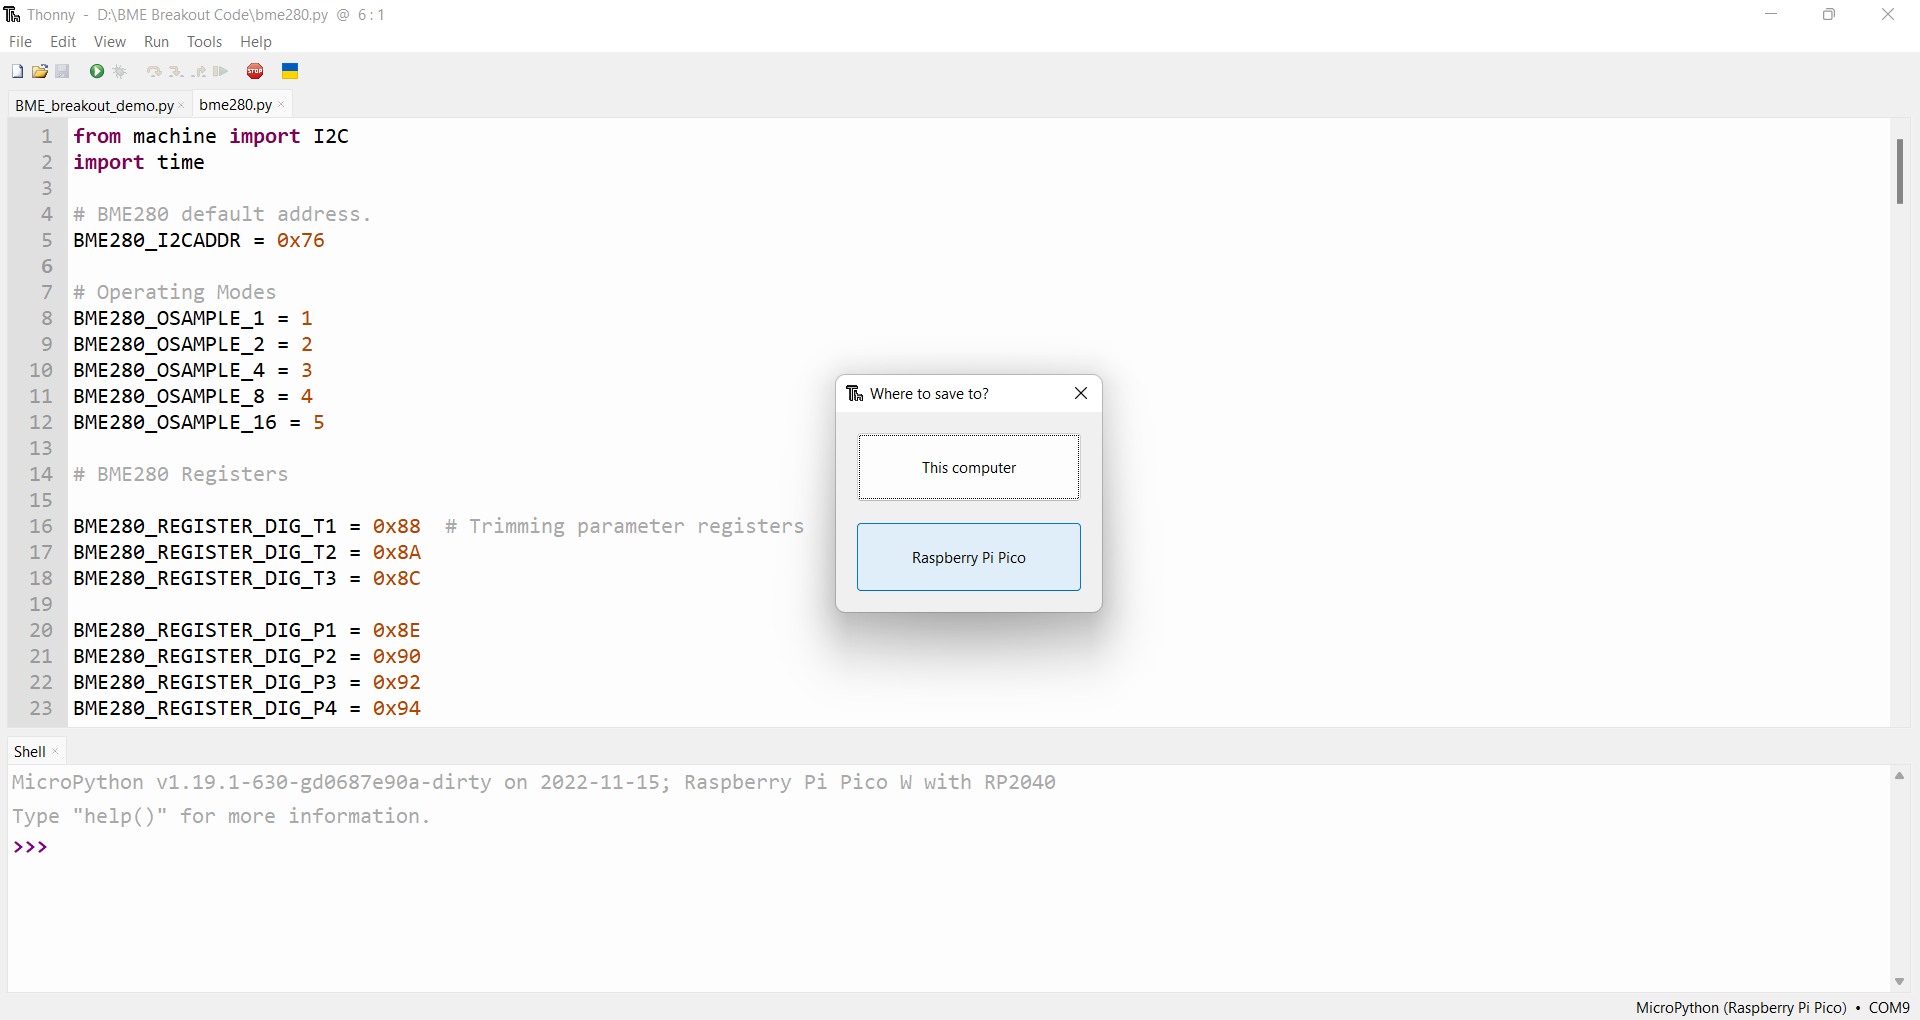 Thonny - D:\BME Breakout Code\bme280.py @ 6:1
File Edit View Run Tools Help
STOP
BME_breakout_demo.py × bme280.py ×
1 from machine import I2C
2 import time
3
4 # BME280 default address.
5 BME280_I2CADDR = 0x76
6
7 # Operating Modes
8 BME280_OSAMPLE_1 = 1
9 BME280_OSAMPLE_2 = 2
10 BME280_OSAMPLE_4 = 3
11 BME280_OSAMPLE_8 = 4
12 BME280_OSAMPLE_16 = 5
13
14 # BME280 Registers
15
16 BME280_REGISTER_DIG_T1 = 0x88  # Trimming parameter registers
17 BME280_REGISTER_DIG_T2 = 0x8A
18 BME280_REGISTER_DIG_T3 = 0x8C
19
20 BME280_REGISTER_DIG_P1 = 0x8E
21 BME280_REGISTER_DIG_P2 = 0x90
22 BME280_REGISTER_DIG_P3 = 0x92
23 BME280_REGISTER_DIG_P4 = 0x94
Where to save to?
This computer
Raspberry Pi Pico
Shell ×
MicroPython v1.19.1-630-gd0687e90a-dirty on 2022-11-15; Raspberry Pi Pico W with RP2040
Type "help()" for more information.
>>>
MicroPython (Raspberry Pi Pico) • COM9